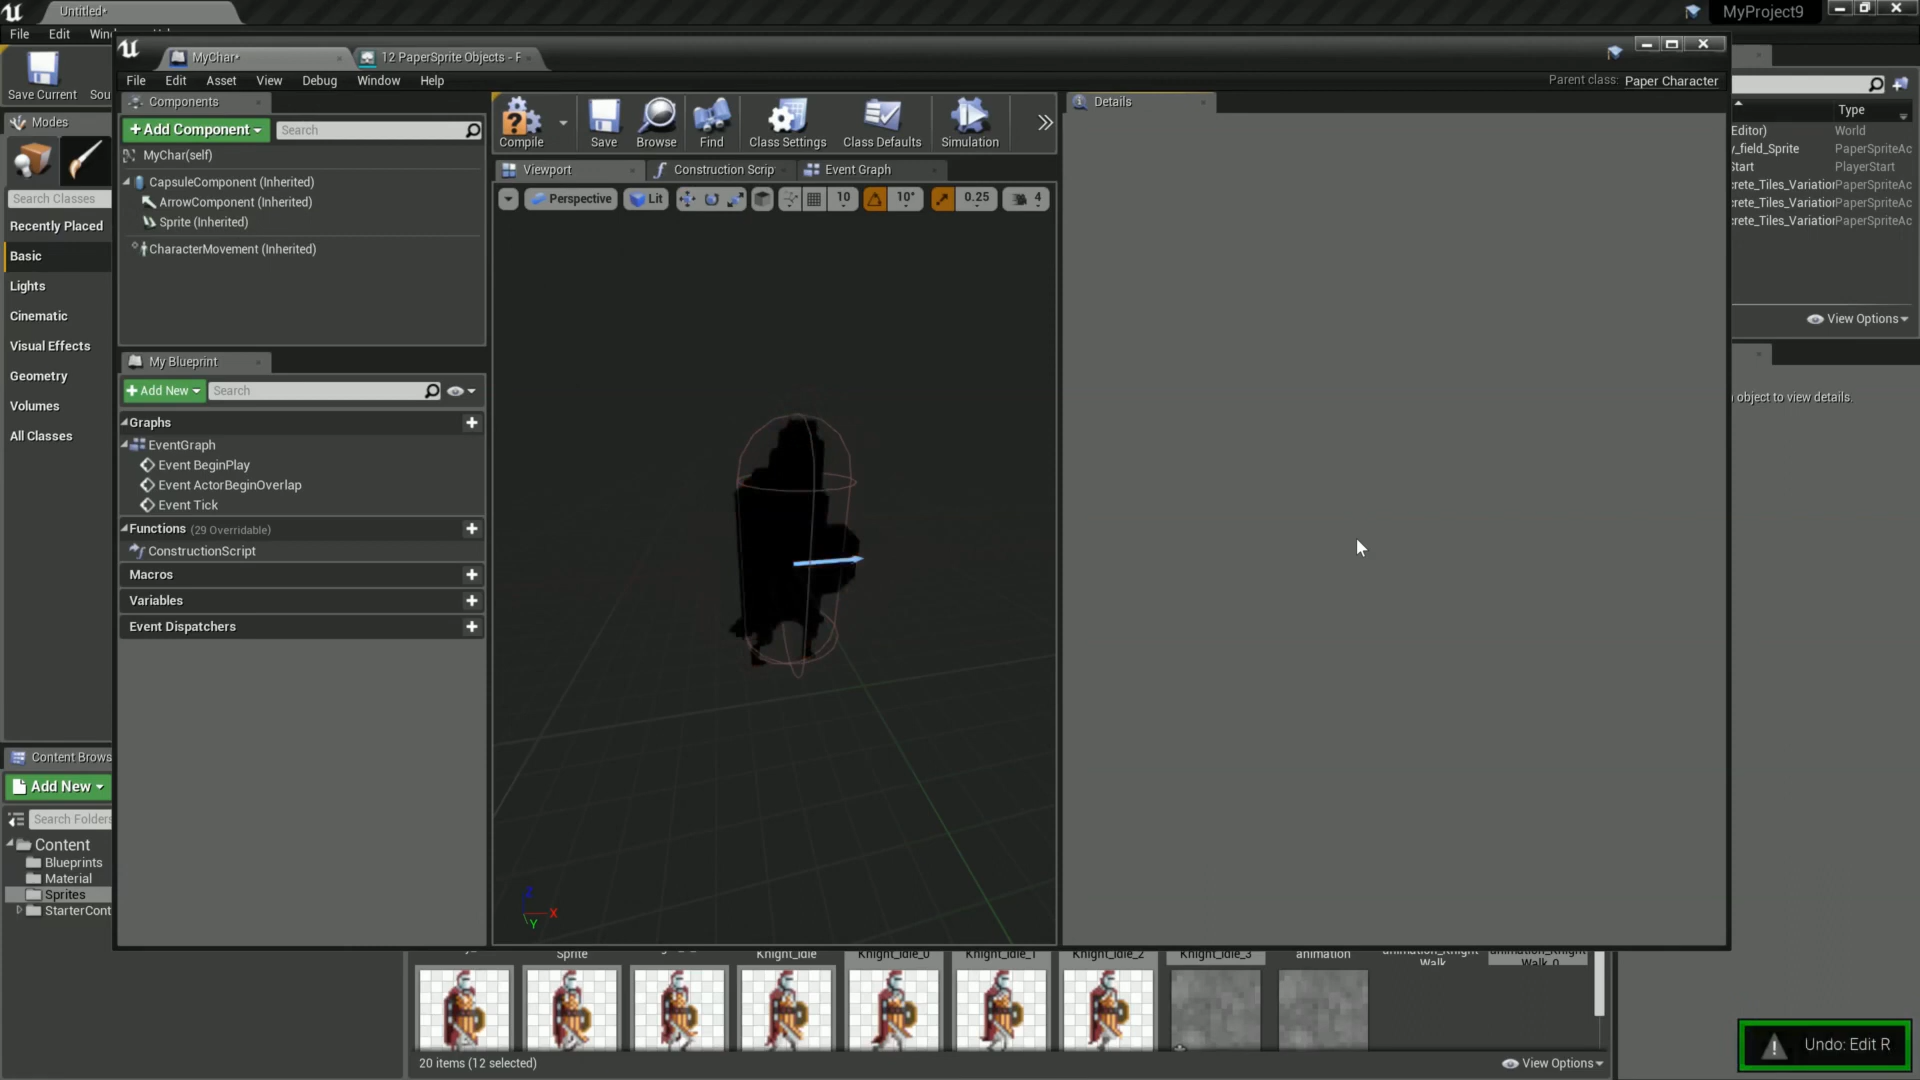 Untitled*
MyProject9
File Edit
MyChar*
12 PaperSprite Objects - F
File Edit Asset View Debug Window Help
Parent class: Paper Character
Save Current
Modes
Search Classes
Recently Placed
Basic
Lights
Cinematic
Visual Effects
Geometry
Volumes
All Classes
Components
+Add Component
Search
MyChar(self)
CapsuleComponent (Inherited)
ArrowComponent (Inherited)
Sprite (Inherited)
CharacterMovement (Inherited)
My Blueprint
+Add New
Search
Graphs
EventGraph
Event BeginPlay
Event ActorBeginOverlap
Event Tick
Functions (29 Overridable)
ConstructionScript
Macros
Variables
Event Dispatchers
Compile
Save
Browse
Find
Class Settings
Class Defaults
Simulation
Viewport
Construction Scrip
Event Graph
Perspective
Lit
10
10°
0.25
4
Z
X
Y
Details
Type
Editor)
World
y_field_Sprite
PaperSpriteAc
Start
PlayerStart
crete_Tiles_Variation
PaperSpriteAc
crete_Tiles_Variation
PaperSpriteAc
crete_Tiles_Variation
PaperSpriteAc
View Options
object to view details.
Content Brows
Add New
Search Folders
Content
Blueprints
Material
Sprites
StarterCont
Sprite
Knight_Idle
Knight_Idle_0
Knight_Idle_1
Knight_Idle_2
Knight_Idle_3
animation
animation_Knight
Walk
animation_Knight
Walk_0
20 items (12 selected)
View Options
Undo: Edit R